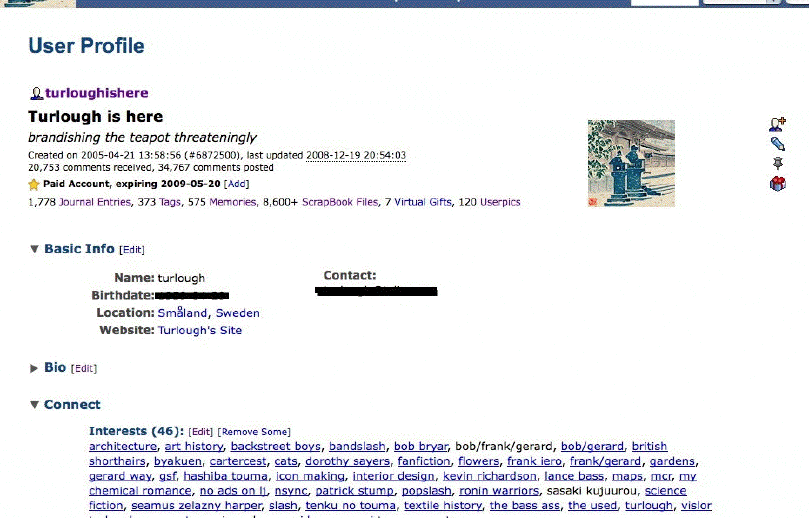 User Profile
turloughishere
Turlough is here
brandishing the teapot threateningly
Created on 2005-04-21 13:58:56 (#6872500), last updated 2008-12-19 20:54:03
20,753 comments received, 34,767 comments posted
Paid Account, expiring 2009-05-20 [Add]
1,778 Journal Entries, 373 Tags, 575 Memories, 8,600+ ScrapBook Files, 7 Virtual Gifts, 120 Userpics
Basic Info [Edit]
Name: turlough
Contact:
Birthdate:
Location: Småland, Sweden
Website: Turlough's Site
Bio [Edit]
Connect
Interests (46): [Edit] [Remove Some]
architecture, art history, backstreet boys, bandslash, bob bryar, bob/frank/gerard, bob/gerard, british
shorthairs, byakuen, cartercest, cats, dorothy sayers, fanfiction, flowers, frank iero, frank/gerard, gardens,
gerard way, gsf, hashiba touma, icon making, interior design, kevin richardson, lance bass, maps, mcr, my
chemical romance, no ads on lj, nsync, patrick stump, popslash, ronin warriors, sasaki kujuurou, science
fiction, seamus zelazny harper, slash, tenku no touma, textile history, the bass ass, the used, turlough, vislor